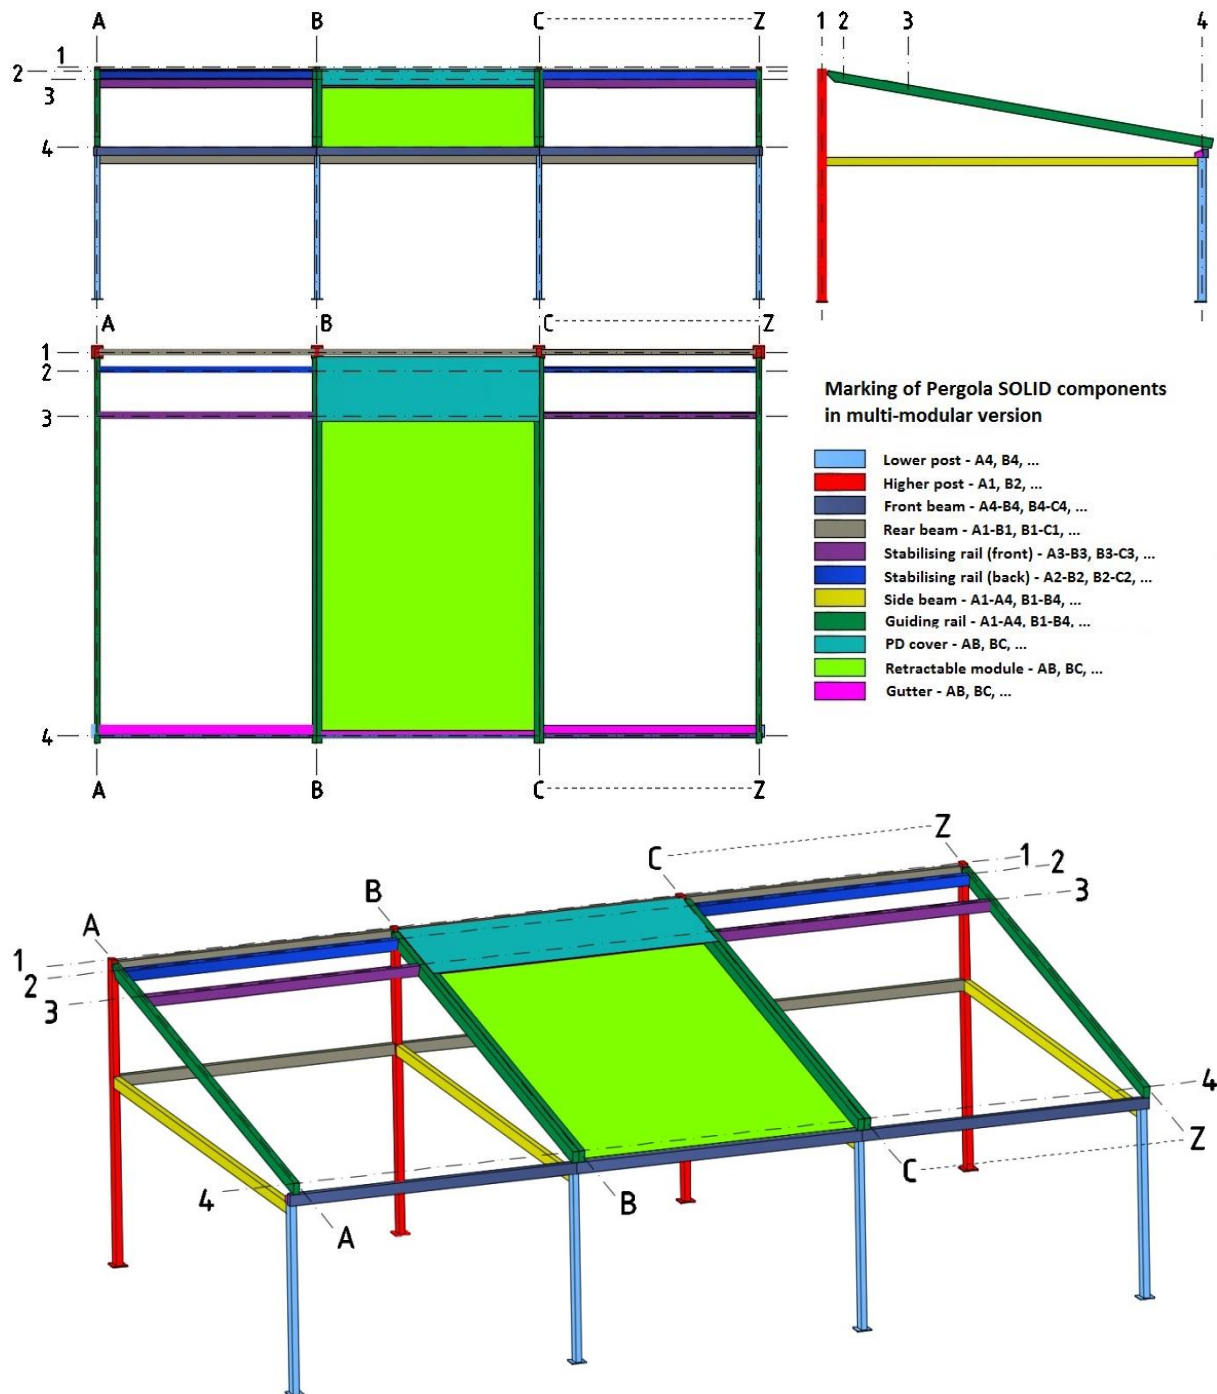 A B C Z
1 2 3 4
1
2
3
4
A B C Z
1
2
3
4
A B C Z
Marking of Pergola SOLID components
in multi-modular version
Lower post - A4, B4, ...
Higher post - A1, B2, ...
Front beam - A4-B4, B4-C4, ...
Rear beam - A1-B1, B1-C1, ...
Stabilising rail (front) - A3-B3, B3-C3, ...
Stabilising rail (back) - A2-B2, B2-C2, ...
Side beam - A1-A4, B1-B4, ...
Guiding rail - A1-A4, B1-B4, ...
PD cover - AB, BC, ...
Retractable module - AB, BC, ...
Gutter - AB, BC, ...
A B C Z
1
2
3
1
2
3
4
4
A B C Z